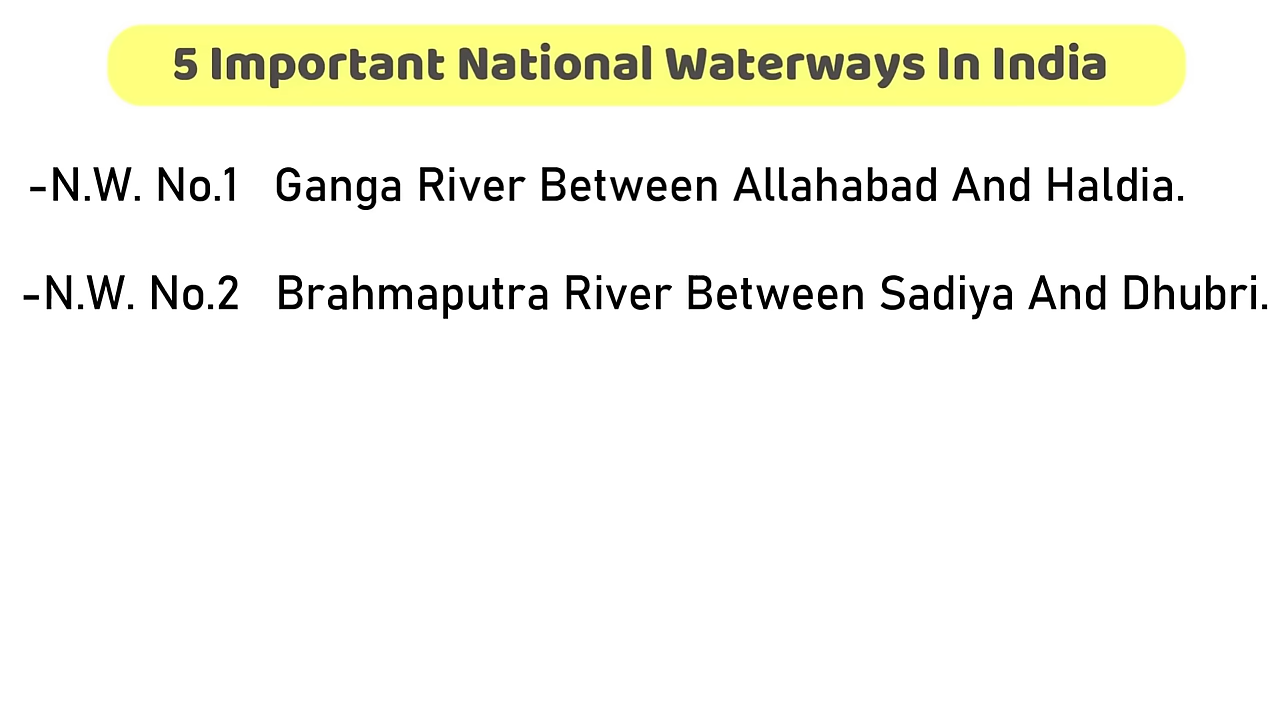 5 Important National Waterways In India
-N.W. No.1 Ganga River Between Allahabad And Haldia.
-N.W. No.2 Brahmaputra River Between Sadiya And Dhubri.